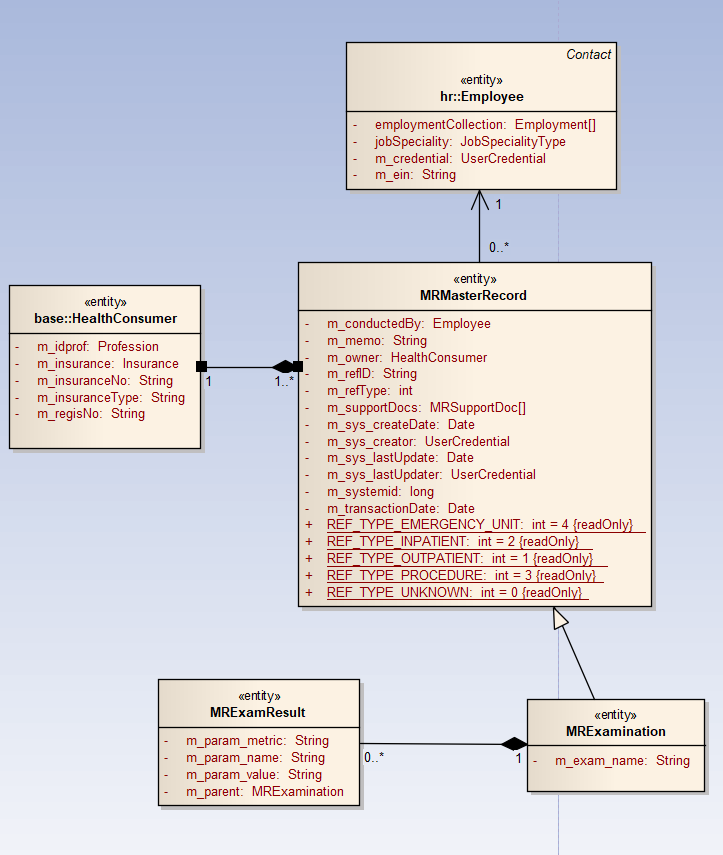 Contact
«entity»
hr::Employee
- employmentCollection: Employment[]
- jobSpeciality: JobSpecialityType
- m_credential: UserCredential
- m_ein: String
1
0..*
«entity»
MRMasterRecord
- m_conductedBy: Employee
- m_memo: String
- m_owner: HealthConsumer
- m_refID: String
- m_refType: int
- m_supportDocs: MRSupportDoc[]
- m_sys_createDate: Date
- m_sys_creator: UserCredential
- m_sys_lastUpdate: Date
- m_sys_lastUpdater: UserCredential
- m_systemid: long
- m_transactionDate: Date
+ REF_TYPE_EMERGENCY_UNIT: int = 4 {readOnly}
+ REF_TYPE_INPATIENT: int = 2 {readOnly}
+ REF_TYPE_OUTPATIENT: int = 1 {readOnly}
+ REF_TYPE_PROCEDURE: int = 3 {readOnly}
+ REF_TYPE_UNKNOWN: int = 0 {readOnly}
«entity»
base::HealthConsumer
- m_idprof: Profession
- m_insurance: Insurance
- m_insuranceNo: String
- m_insuranceType: String
- m_regisNo: String
1
1..*
«entity»
MRExamResult
- m_param_metric: String
- m_param_name: String
- m_param_value: String
- m_parent: MRExamination
0..*
1
«entity»
MRExamination
- m_exam_name: String